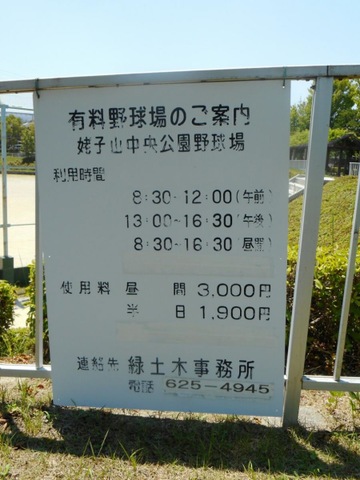 有料野球場のご案内
姥子山中央公園野球場
利用時間
8:30~12:00(午前)
13:00~16:30(午後)
8:30~16:30(昼間)
使用料 昼間 3,000円
半日 1,900円
連絡先 緑土木事務所
電話 625-4945